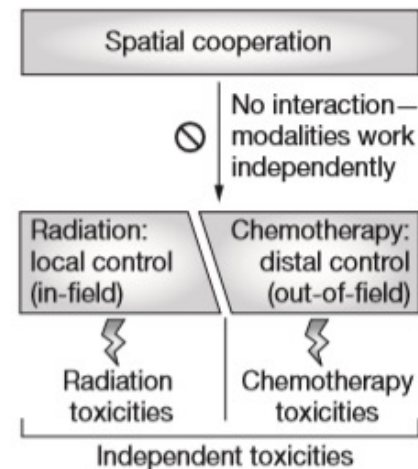 Spatial cooperation
No interaction—
modalities work
independently
Radiation:
local control
(in-field)
Chemotherapy:
distal control
(out-of-field)
Radiation
toxicities
Chemotherapy
toxicities
Independent toxicities